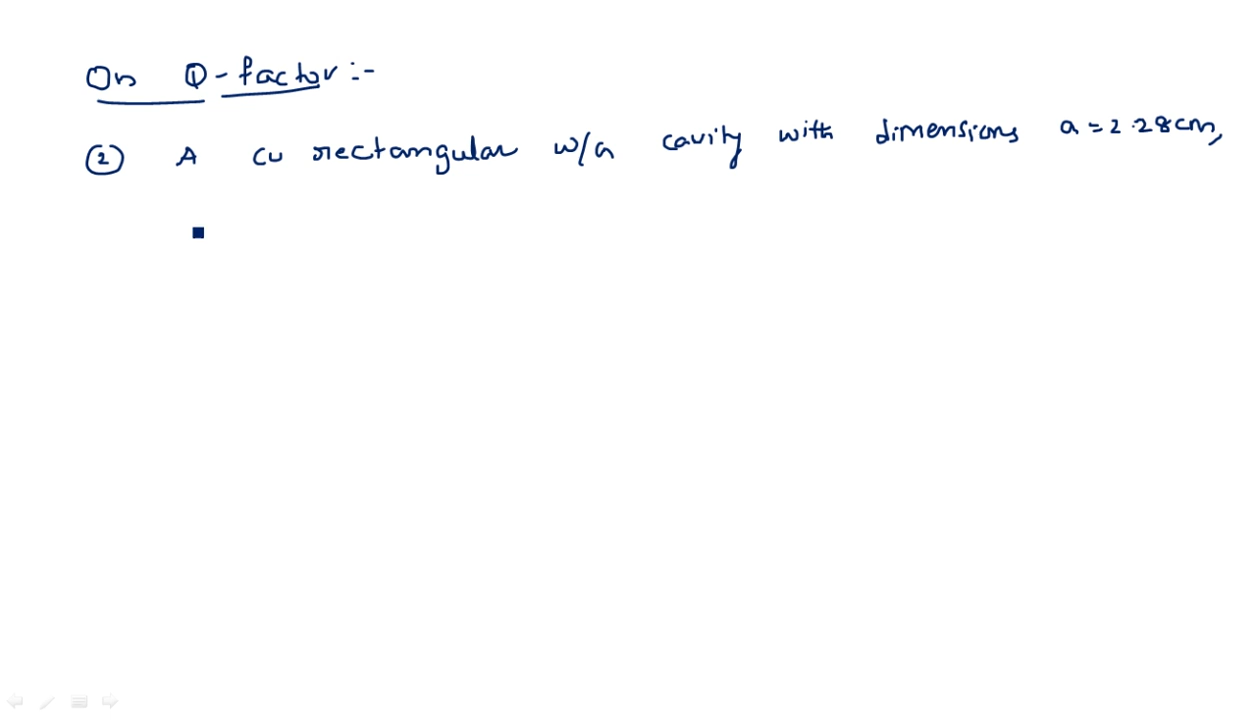 On Q-factor:-
(2) A cu rectangular w/a cavity with dimensions a = 2.28cm,